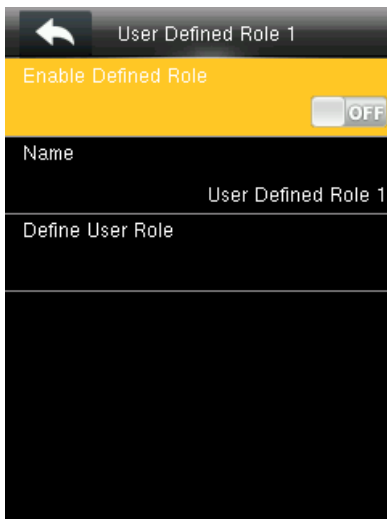 User Defined Role 1
Enable Defined Role
OFF
Name
User Defined Role 1
Define User Role